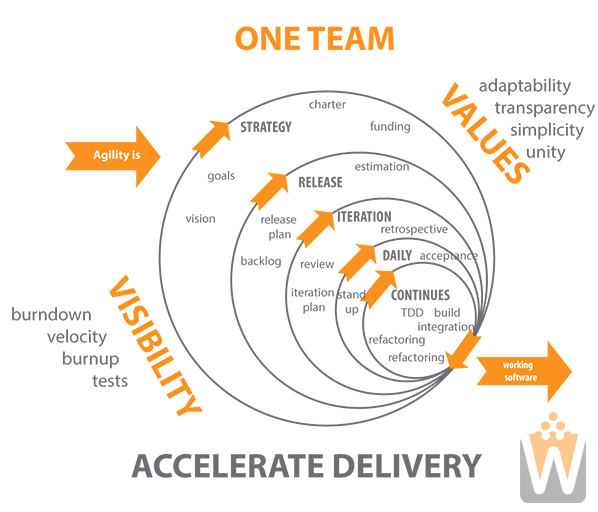 ONE TEAM
VALUES
adaptability
transparency
simplicity
unity
Agility is
STRATEGY
charter
funding
goals
vision
RELEASE
estimation
release
plan
backlog
ITERATION
retrospective
review
iteration
plan
DAILY
acceptance
stand
up
CONTINUES
TDD build
integration
refactoring
refactoring
VISIBILITY
burndown
velocity
burnup
tests
working
software
ACCELERATE DELIVERY
W